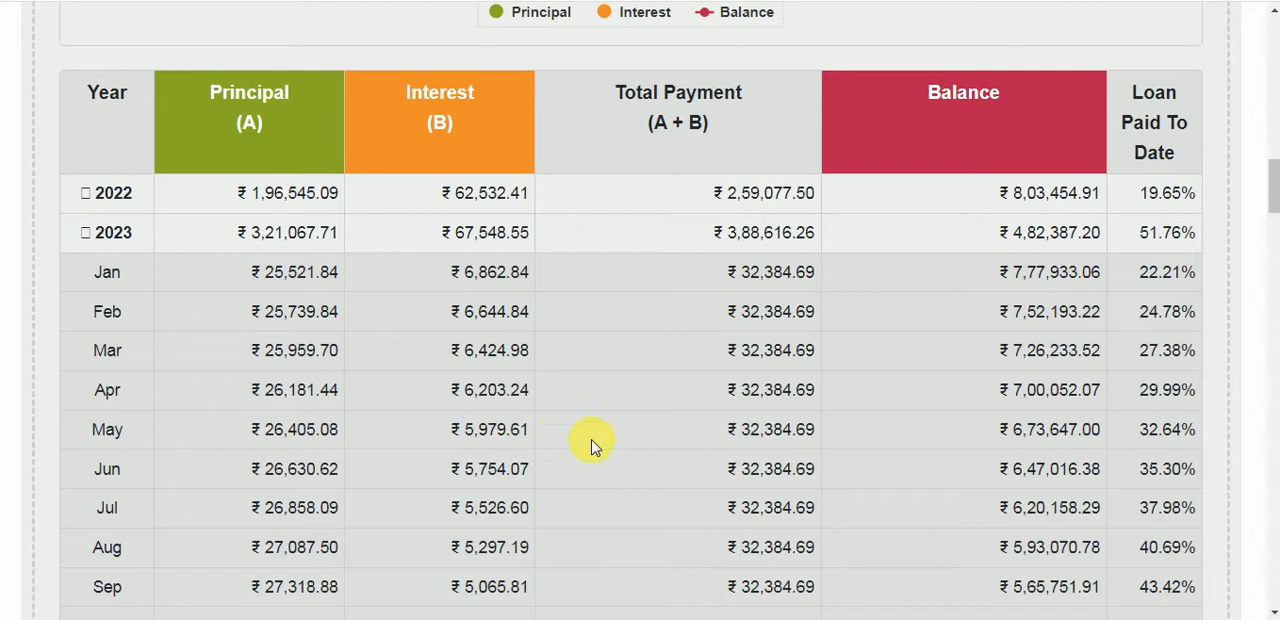 Principal Interest Balance
Year Principal (A) Interest (B) Total Payment (A + B) Balance Loan Paid To Date
2022 ₹ 1,96,545.09 ₹ 62,532.41 ₹ 2,59,077.50 ₹ 8,03,454.91 19.65%
2023 ₹ 3,21,067.71 ₹ 67,548.55 ₹ 3,88,616.26 ₹ 4,82,387.20 51.76%
Jan ₹ 25,521.84 ₹ 6,862.84 ₹ 32,384.69 ₹ 7,77,933.06 22.21%
Feb ₹ 25,739.84 ₹ 6,644.84 ₹ 32,384.69 ₹ 7,52,193.22 24.78%
Mar ₹ 25,959.70 ₹ 6,424.98 ₹ 32,384.69 ₹ 7,26,233.52 27.38%
Apr ₹ 26,181.44 ₹ 6,203.24 ₹ 32,384.69 ₹ 7,00,052.07 29.99%
May ₹ 26,405.08 ₹ 5,979.61 ₹ 32,384.69 ₹ 6,73,647.00 32.64%
Jun ₹ 26,630.62 ₹ 5,754.07 ₹ 32,384.69 ₹ 6,47,016.38 35.30%
Jul ₹ 26,858.09 ₹ 5,526.60 ₹ 32,384.69 ₹ 6,20,158.29 37.98%
Aug ₹ 27,087.50 ₹ 5,297.19 ₹ 32,384.69 ₹ 5,93,070.78 40.69%
Sep ₹ 27,318.88 ₹ 5,065.81 ₹ 32,384.69 ₹ 5,65,751.91 43.42%